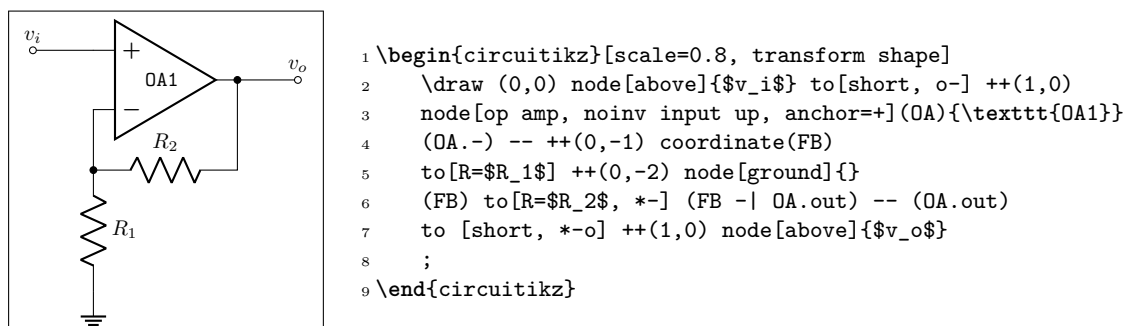 v_i
+
OA1
−
v_o
R_2
R_1
1 \begin{circuitikz}[scale=0.8, transform shape]
2 \draw (0,0) node[above]{$v_i$} to[short, o-] ++(1,0)
3 node[op amp, noinv input up, anchor=+](OA){\texttt{OA1}}
4 (OA.-) -- ++(0,-1) coordinate(FB)
5 to[R=$R_1$] ++(0,-2) node[ground]{}
6 (FB) to[R=$R_2$, *-] (FB -| OA.out) -- (OA.out)
7 to [short, *-o] ++(1,0) node[above]{$v_o$}
8 ;
9 \end{circuitikz}